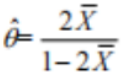 θ̂ = 2X̄ / (1−2X̄)